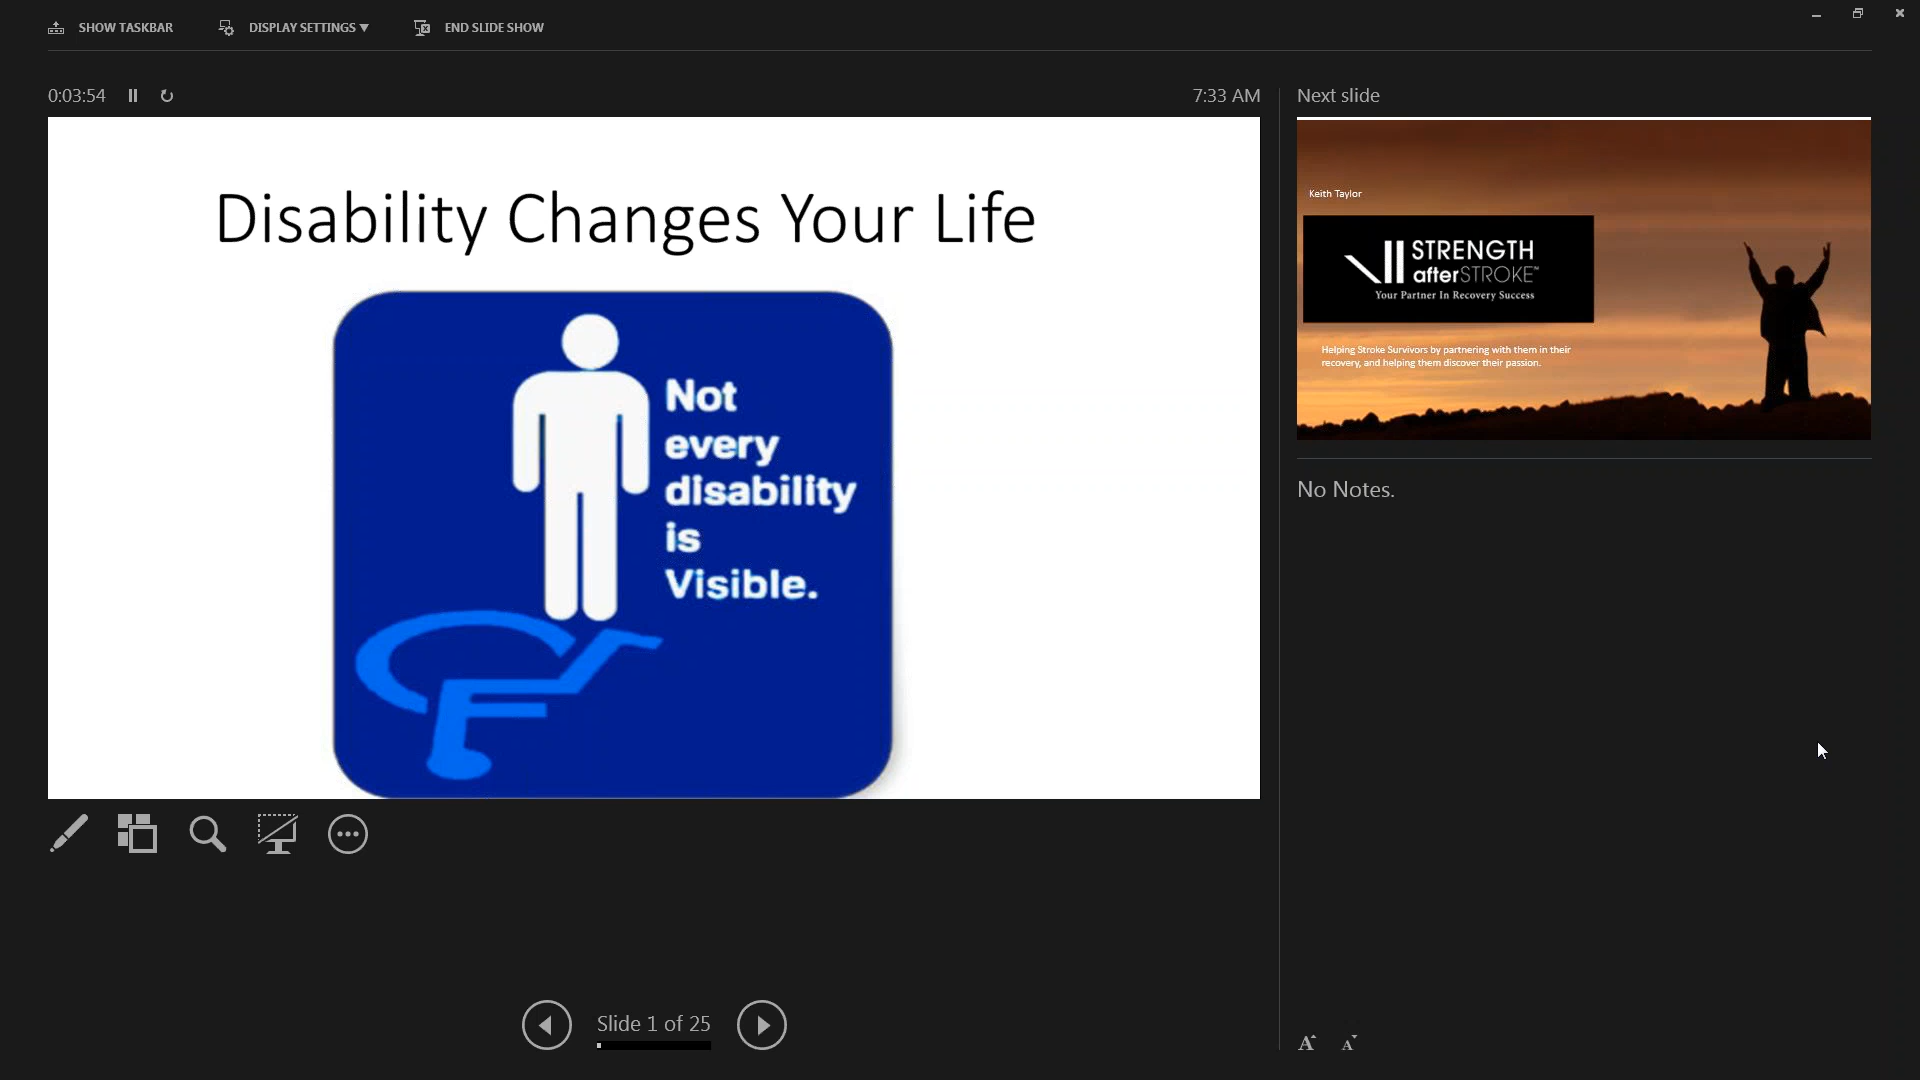 SHOW TASKBAR
DISPLAY SETTINGS ▼
END SLIDE SHOW
0:03:54
7:33 AM
Next slide
Disability Changes Your Life
Not
every
disability
is
Visible.
Keith Taylor
STRENGTH
afterSTROKE™
Your Partner In Recovery Success
Helping Stroke Survivors by partnering with them in their
recovery, and helping them discover their passion.
No Notes.
Slide 1 of 25
A
A